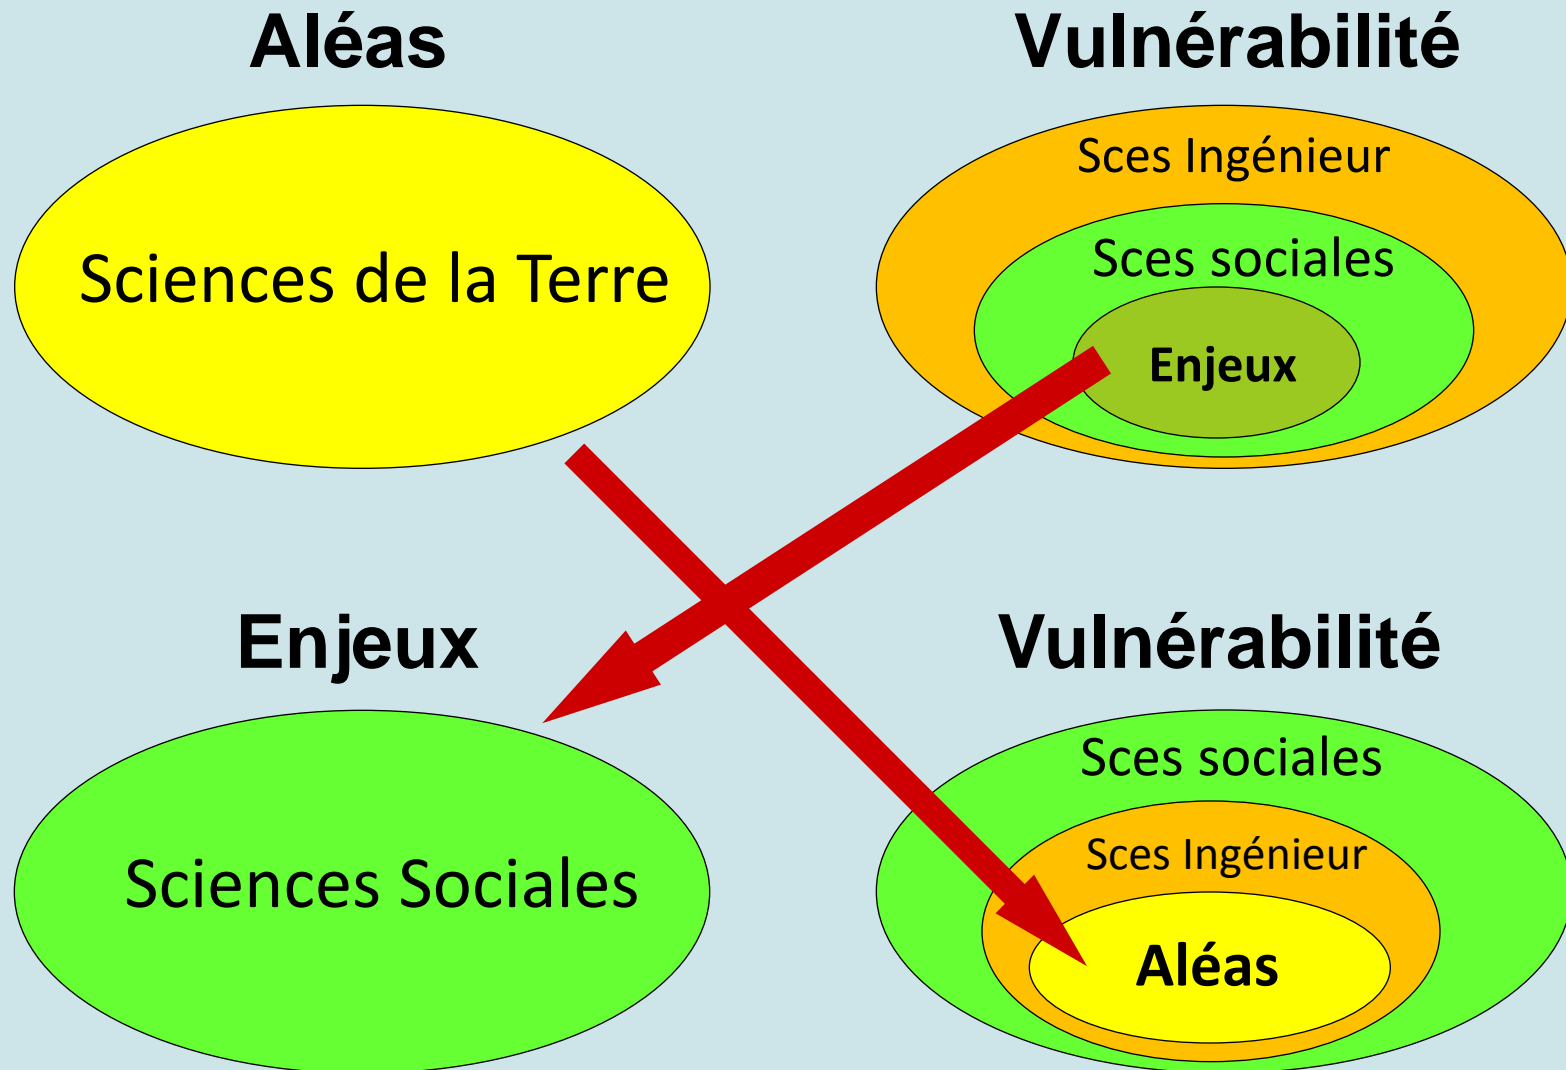 Aléas
Vulnérabilité
Sciences de la Terre
Sces Ingénieur
Sces sociales
Enjeux
Enjeux
Vulnérabilité
Sciences Sociales
Sces sociales
Sces Ingénieur
Aléas